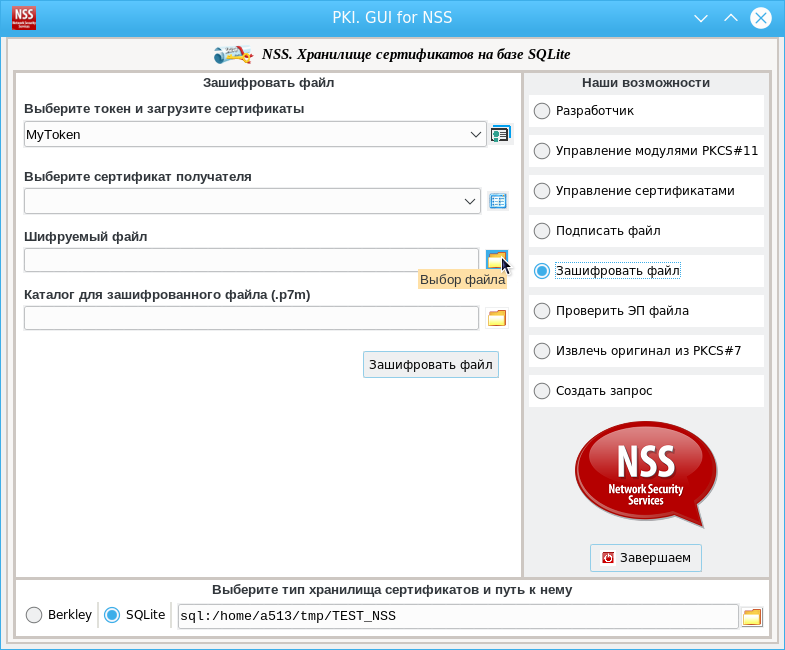 NSS
Network Security
Services
PKI. GUI for NSS
NSS. Хранилище сертификатов на базе SQLite
Зашифровать файл
Выберите токен и загрузите сертификаты
MyToken
Выберите сертификат получателя
Шифруемый файл
Выбор файла
Каталог для зашифрованного файла (.p7m)
Зашифровать файл
Наши возможности
Разработчик
Управление модулями PKCS#11
Управление сертификатами
Подписать файл
Зашифровать файл
Проверить ЭП файла
Извлечь оригинал из PKCS#7
Создать запрос
NSS
Network Security
Services
Завершаем
Выберите тип хранилища сертификатов и путь к нему
Berkley
SQLite
sql:/home/a513/tmp/TEST_NSS